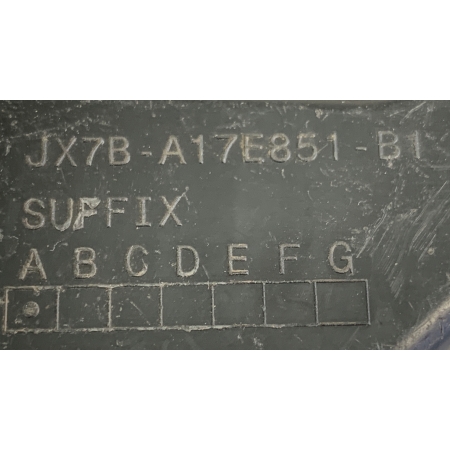 JX7B-A17E851-B1
SUFFIX
A B C D E F G